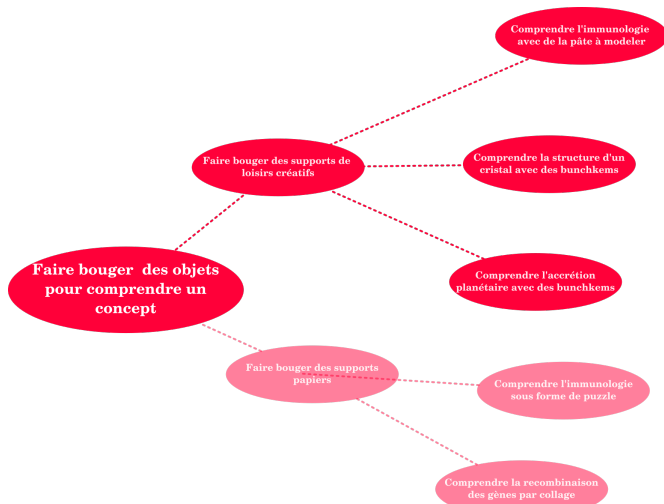 Comprendre l'immunologie
avec de la pâte à modeler
Faire bouger des supports de
loisirs créatifs
Comprendre la structure d'un
cristal avec des bunchkems
Faire bouger  des objets
pour comprendre un
concept
Comprendre l'accrétion
planétaire avec des bunchkems
Faire bouger des supports
papiers
Comprendre l'immunologie
sous forme de puzzle
Comprendre la recombinaison
des gènes par collage